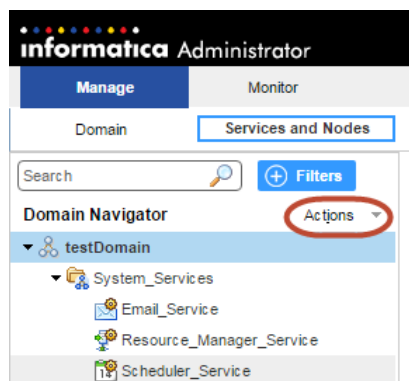 informatica Administrator
Manage Monitor
Domain Services and Nodes
Search Filters
Domain Navigator Actions
testDomain
System_Services
Email_Service
Resource_Manager_Service
Scheduler_Service